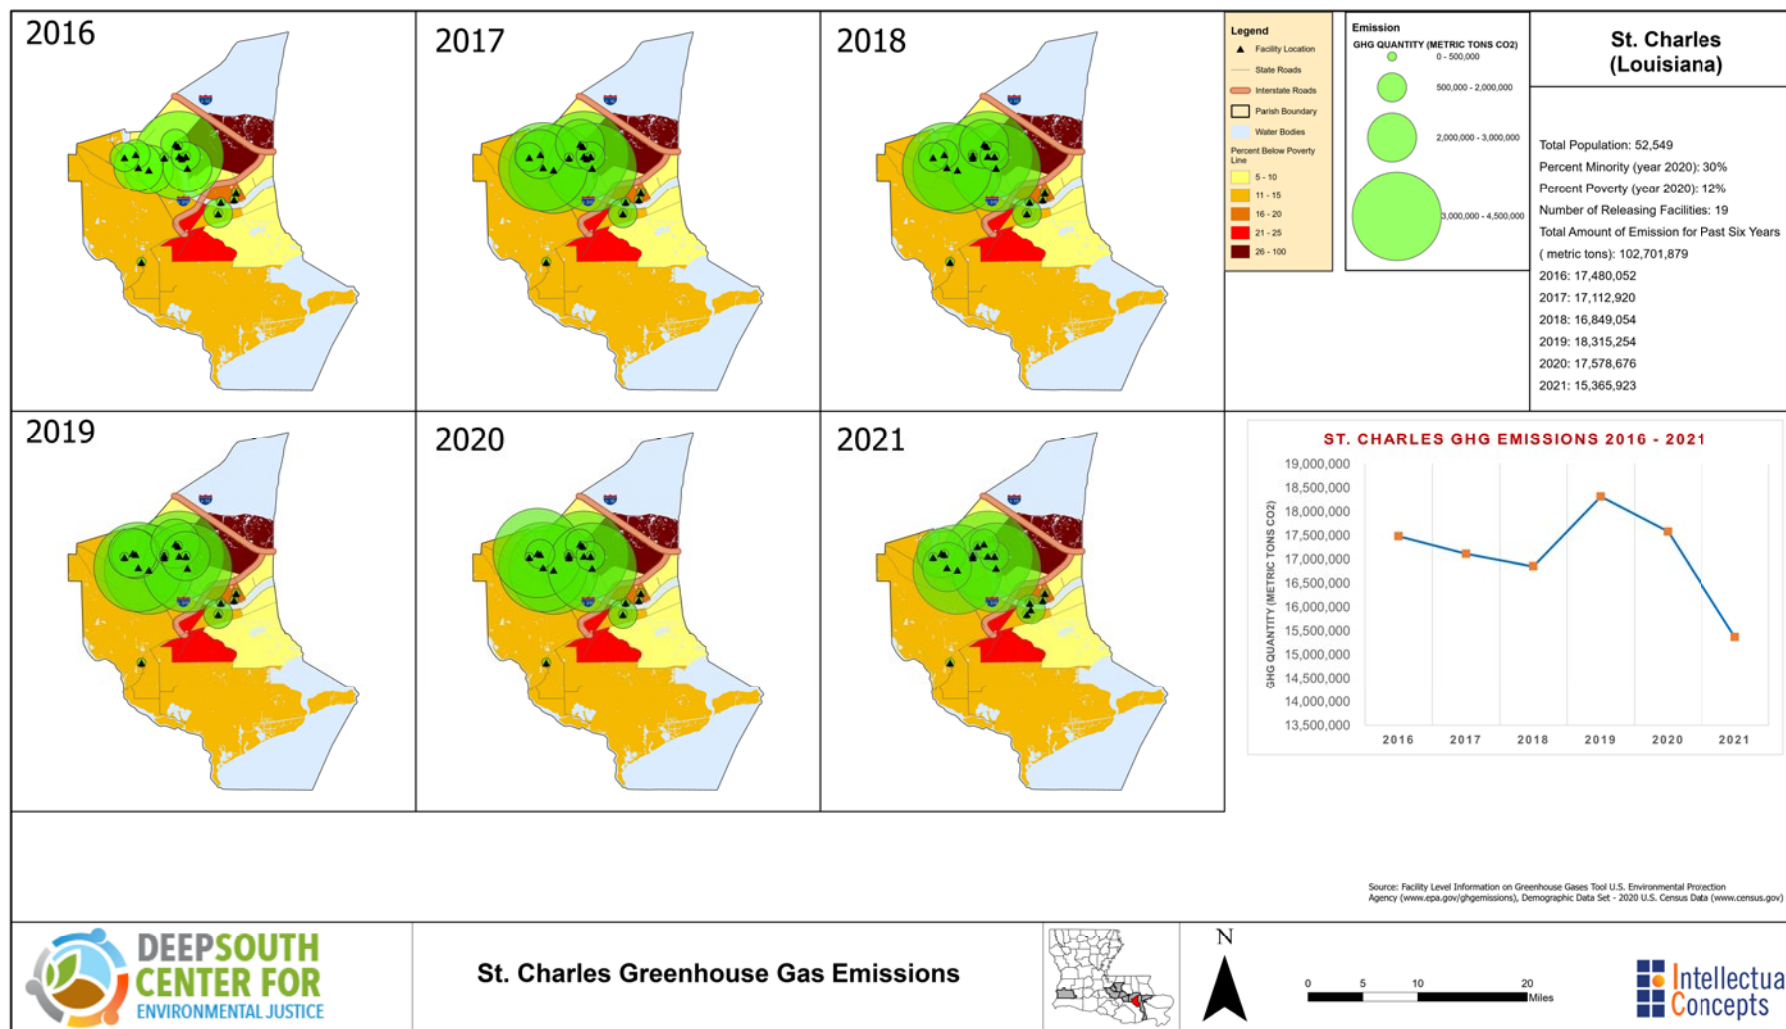 2016
2017
2018
Legend
Facility Location
State Roads
Interstate Roads
Parish Boundary
Water Bodies
Percent Below Poverty
Line
5 - 10
11 - 15
16 - 20
21 - 25
26 - 100
Emission
GHG QUANTITY (METRIC TONS CO2)
0 - 500,000
500,000 - 2,000,000
2,000,000 - 3,000,000
3,000,000 - 4,500,000
St. Charles
(Louisiana)
Total Population: 52,549
Percent Minority (year 2020): 30%
Percent Poverty (year 2020): 12%
Number of Releasing Facilities: 19
Total Amount of Emission for Past Six Years
( metric tons): 102,701,879
2016: 17,480,052
2017: 17,112,920
2018: 16,849,054
2019: 18,315,254
2020: 17,578,676
2021: 15,365,923
2019
2020
2021
ST. CHARLES GHG EMISSIONS 2016 - 2021
GHG QUANTITY (METRIC TONS CO2)
19,000,000
18,500,000
18,000,000
17,500,000
17,000,000
16,500,000
16,000,000
15,500,000
15,000,000
14,500,000
14,000,000
13,500,000
2016 2017 2018 2019 2020 2021
Source: Facility Level Information on Greenhouse Gases Tool U.S. Environmental Protection
Agency (www.epa.gov/ghgemissions), Demographic Data Set - 2020 U.S. Census Data (www.census.gov)
DEEPSOUTH
CENTER FOR
ENVIRONMENTAL JUSTICE
St. Charles Greenhouse Gas Emissions
N
0 5 10 20
Miles
Intellectua
Concepts